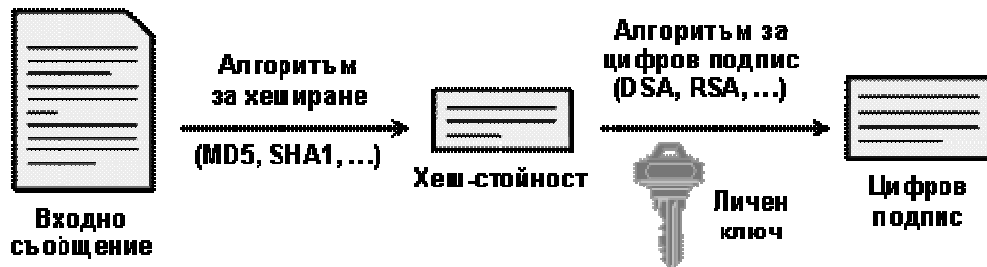 Входно
съобщение
Алгоритъм
за хеширане
(MD5, SHA1, ...)
Хеш-стойност
Алгоритъм за
цифров подпис
(DSA, RSA, ...)
Личен
ключ
Цифров
подпис